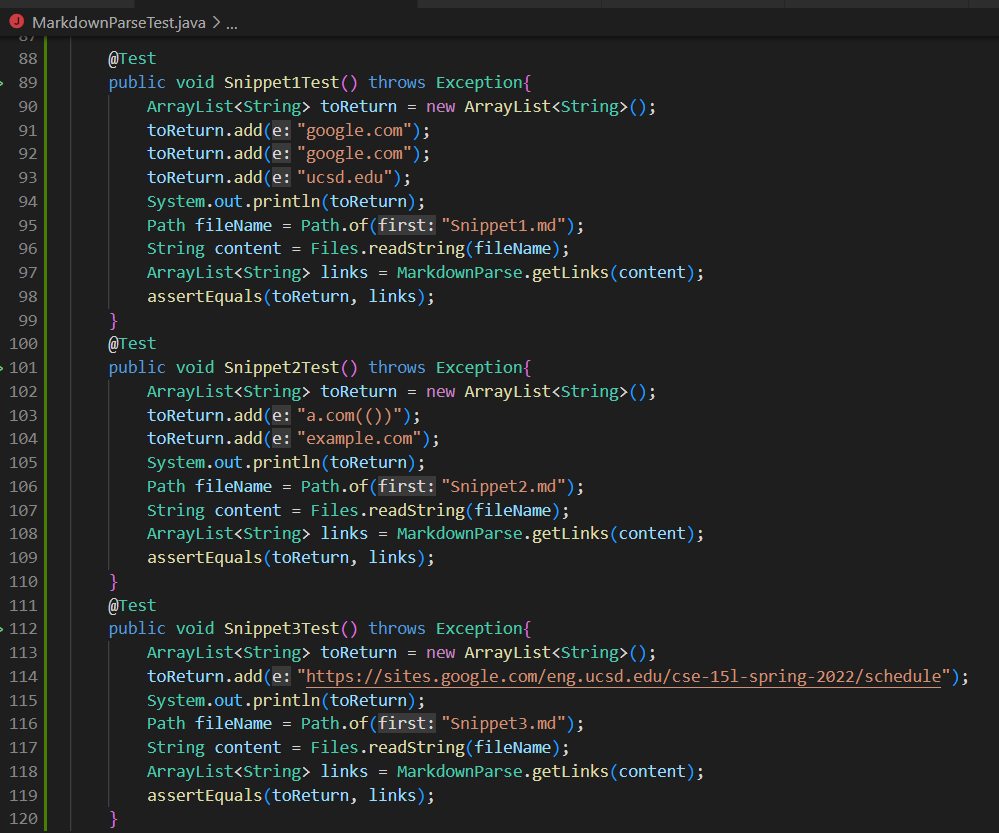 MarkdownParseTest.java > ...
87
88 @Test
89 public void Snippet1Test() throws Exception{
90 ArrayList<String> toReturn = new ArrayList<String>();
91 toReturn.add(e: "google.com");
92 toReturn.add(e: "google.com");
93 toReturn.add(e: "ucsd.edu");
94 System.out.println(toReturn);
95 Path fileName = Path.of(first: "Snippet1.md");
96 String content = Files.readString(fileName);
97 ArrayList<String> links = MarkdownParse.getLinks(content);
98 assertEquals(toReturn, links);
99 }
100 @Test
101 public void Snippet2Test() throws Exception{
102 ArrayList<String> toReturn = new ArrayList<String>();
103 toReturn.add(e: "a.com(())");
104 toReturn.add(e: "example.com");
105 System.out.println(toReturn);
106 Path fileName = Path.of(first: "Snippet2.md");
107 String content = Files.readString(fileName);
108 ArrayList<String> links = MarkdownParse.getLinks(content);
109 assertEquals(toReturn, links);
110 }
111 @Test
112 public void Snippet3Test() throws Exception{
113 ArrayList<String> toReturn = new ArrayList<String>();
114 toReturn.add(e: "https://sites.google.com/eng.ucsd.edu/cse-15l-spring-2022/schedule");
115 System.out.println(toReturn);
116 Path fileName = Path.of(first: "Snippet3.md");
117 String content = Files.readString(fileName);
118 ArrayList<String> links = MarkdownParse.getLinks(content);
119 assertEquals(toReturn, links);
120 }